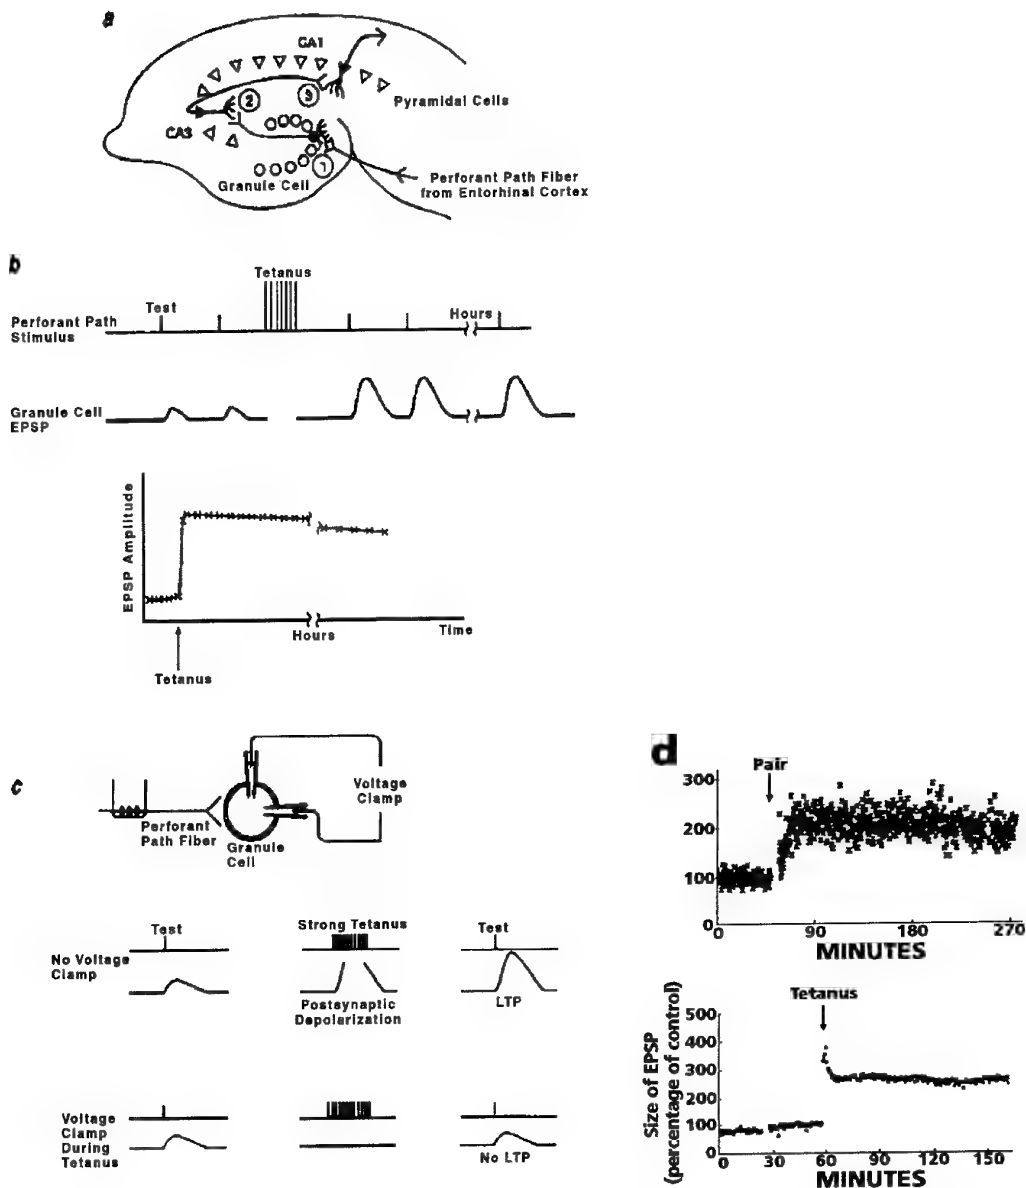 a
CA1
2
3
Pyramidal Cells
CA3
1
Granule Cell
Perforant Path Fiber
from Entorhinal Cortex
b
Tetanus
Test
Hours
Perforant Path
Stimulus
Granule Cell
EPSP
EPSP Amplitude
Hours
Time
Tetanus
c
Voltage
Clamp
Perforant
Path Fiber
Granule
Cell
Test
Strong Tetanus
Test
No Voltage
Clamp
Postsynaptic
Depolarization
LTP
Voltage
Clamp
During
Tetanus
No LTP
d
Pair
300
200
100
0
0
90
180
270
MINUTES
Tetanus
Size of EPSP
(percentage of control)
500
400
300
200
100
0
0
30
60
90
120
150
MINUTES